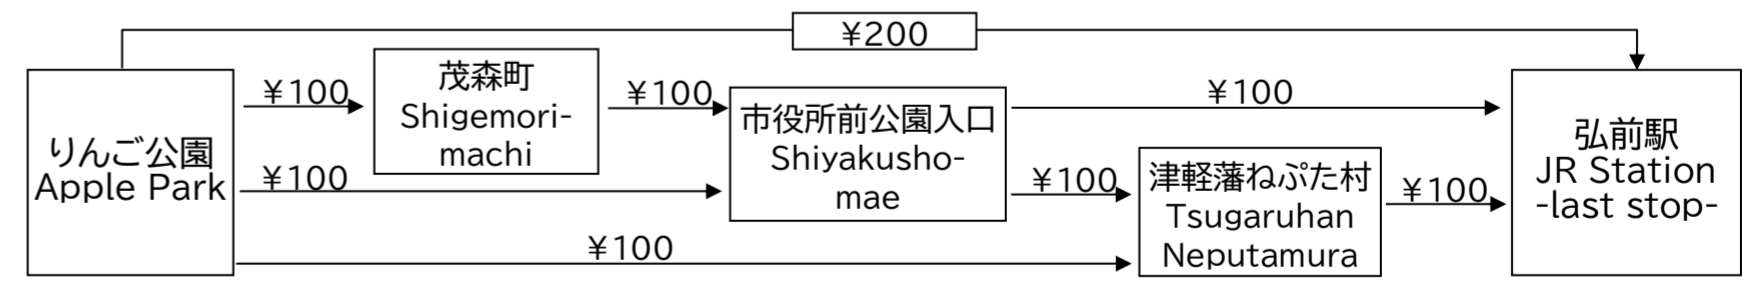 ¥200
りんご公園
Apple Park
¥100
茂森町
Shigemori-
machi
¥100
¥100
市役所前公園入口
Shiyakusho-
mae
¥100
¥100
津軽藩ねぷた村
Tsugaruhan
Neputamura
¥100
¥100
弘前駅
JR Station
-last stop-